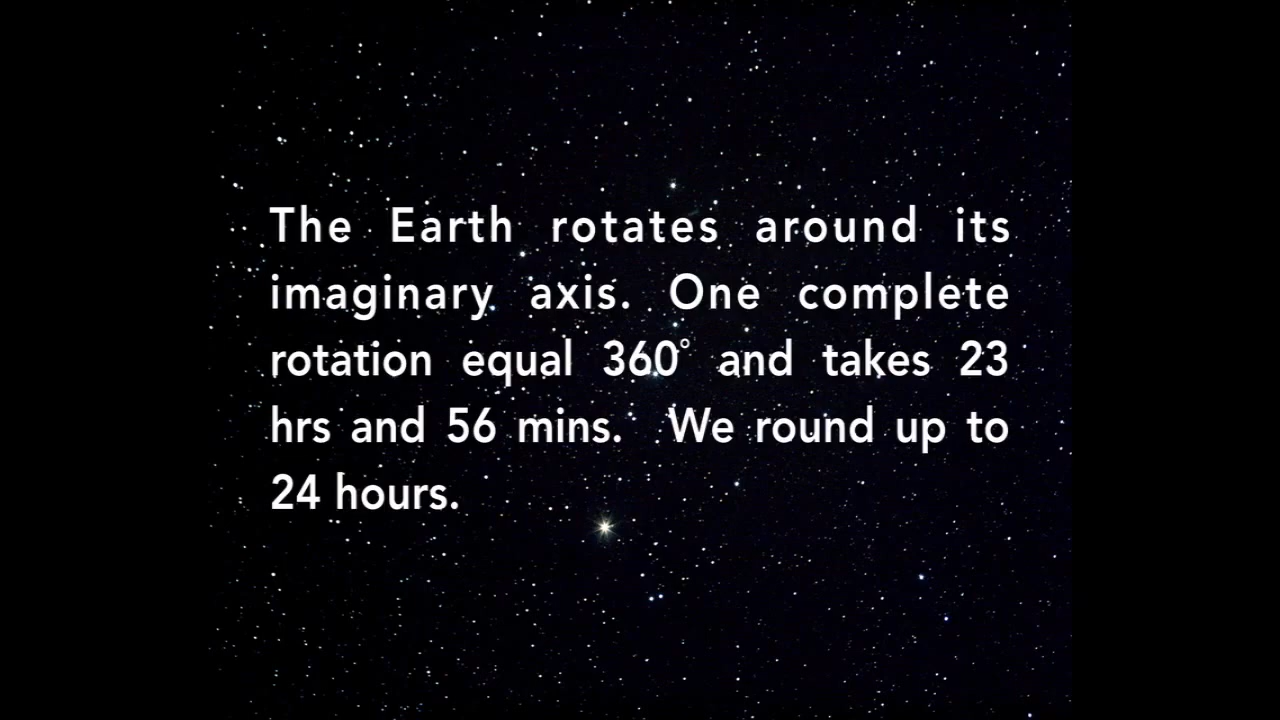 The Earth rotates around its
imaginary axis. One complete
rotation equal 360° and takes 23
hrs and 56 mins. We round up to
24 hours.